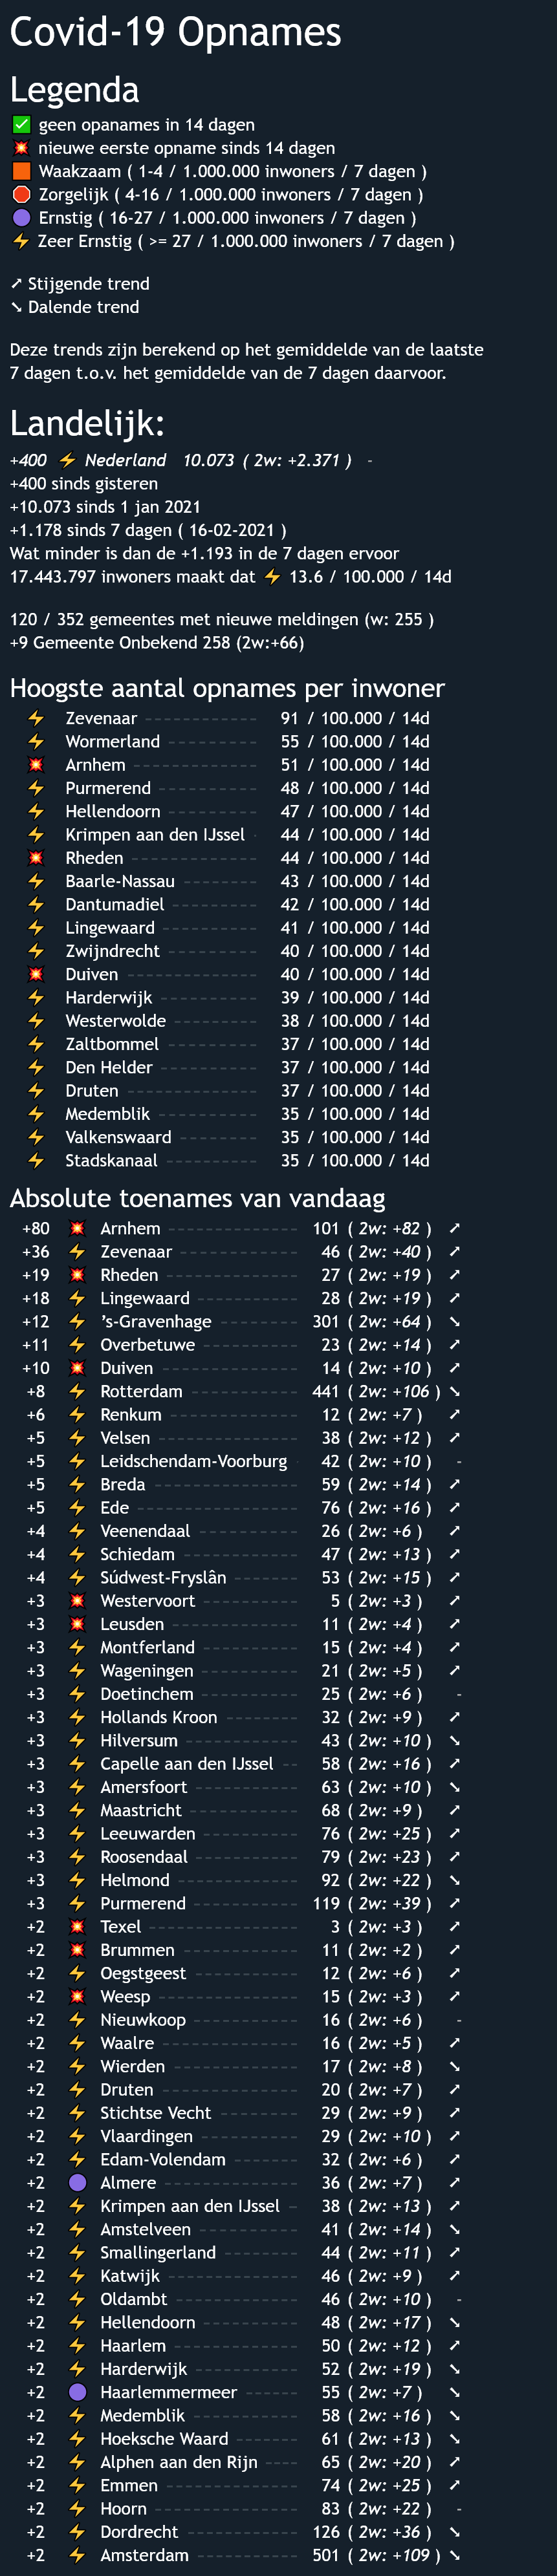 Covid-19 Opnames
Legenda
✅ geen opanames in 14 dagen
💥 nieuwe eerste opname sinds 14 dagen
🟧 Waakzaam ( 1-4 / 1.000.000 inwoners / 7 dagen )
🛑 Zorgelijk ( 4-16 / 1.000.000 inwoners / 7 dagen )
🟣 Ernstig ( 16-27 / 1.000.000 inwoners / 7 dagen )
⚡ Zeer Ernstig ( >= 27 / 1.000.000 inwoners / 7 dagen )
➚ Stijgende trend
➘ Dalende trend
Deze trends zijn berekend op het gemiddelde van de laatste
7 dagen t.o.v. het gemiddelde van de 7 dagen daarvoor.
Landelijk:
+400 ⚡ Nederland 10.073 ( 2w: +2.371 ) -
+400 sinds gisteren
+10.073 sinds 1 jan 2021
+1.178 sinds 7 dagen ( 16-02-2021 )
Wat minder is dan de +1.193 in de 7 dagen ervoor
17.443.797 inwoners maakt dat ⚡ 13.6 / 100.000 / 14d
120 / 352 gemeentes met nieuwe meldingen (w: 255 )
+9 Gemeente Onbekend 258 (2w:+66)
Hoogste aantal opnames per inwoner
⚡ Zevenaar 91 / 100.000 / 14d
⚡ Wormerland 55 / 100.000 / 14d
💥 Arnhem 51 / 100.000 / 14d
⚡ Purmerend 48 / 100.000 / 14d
⚡ Hellendoorn 47 / 100.000 / 14d
⚡ Krimpen aan den IJssel 44 / 100.000 / 14d
💥 Rheden 44 / 100.000 / 14d
⚡ Baarle-Nassau 43 / 100.000 / 14d
⚡ Dantumadiel 42 / 100.000 / 14d
⚡ Lingewaard 41 / 100.000 / 14d
⚡ Zwijndrecht 40 / 100.000 / 14d
💥 Duiven 40 / 100.000 / 14d
⚡ Harderwijk 39 / 100.000 / 14d
⚡ Westerwolde 38 / 100.000 / 14d
⚡ Zaltbommel 37 / 100.000 / 14d
⚡ Den Helder 37 / 100.000 / 14d
⚡ Druten 37 / 100.000 / 14d
⚡ Medemblik 35 / 100.000 / 14d
⚡ Valkenswaard 35 / 100.000 / 14d
⚡ Stadskanaal 35 / 100.000 / 14d
Absolute toenames van vandaag
+80 💥 Arnhem 101 ( 2w: +82 ) ➚
+36 ⚡ Zevenaar 46 ( 2w: +40 ) ➚
+19 💥 Rheden 27 ( 2w: +19 ) ➚
+18 ⚡ Lingewaard 28 ( 2w: +19 ) ➚
+12 ⚡ 's-Gravenhage 301 ( 2w: +64 ) ➘
+11 ⚡ Overbetuwe 23 ( 2w: +14 ) ➚
+10 💥 Duiven 14 ( 2w: +10 ) ➚
+8 ⚡ Rotterdam 441 ( 2w: +106 ) ➘
+6 ⚡ Renkum 12 ( 2w: +7 ) ➚
+5 ⚡ Velsen 38 ( 2w: +12 ) ➚
+5 ⚡ Leidschendam-Voorburg 42 ( 2w: +10 ) -
+5 ⚡ Breda 59 ( 2w: +14 ) ➚
+5 ⚡ Ede 76 ( 2w: +16 ) ➚
+4 ⚡ Veenendaal 26 ( 2w: +6 ) ➚
+4 ⚡ Schiedam 47 ( 2w: +13 ) ➚
+4 ⚡ Súdwest-Fryslân 53 ( 2w: +15 ) ➚
+3 💥 Westervoort 5 ( 2w: +3 ) ➚
+3 💥 Leusden 11 ( 2w: +4 ) ➚
+3 ⚡ Montferland 15 ( 2w: +4 ) ➚
+3 ⚡ Wageningen 21 ( 2w: +5 ) ➚
+3 ⚡ Doetinchem 25 ( 2w: +6 ) -
+3 ⚡ Hollands Kroon 32 ( 2w: +9 ) ➚
+3 ⚡ Hilversum 43 ( 2w: +10 ) ➘
+3 ⚡ Capelle aan den IJssel 58 ( 2w: +16 ) ➚
+3 ⚡ Amersfoort 63 ( 2w: +10 ) ➘
+3 ⚡ Maastricht 68 ( 2w: +9 ) ➚
+3 ⚡ Leeuwarden 76 ( 2w: +25 ) ➚
+3 ⚡ Roosendaal 79 ( 2w: +23 ) ➚
+3 ⚡ Helmond 92 ( 2w: +22 ) ➘
+3 ⚡ Purmerend 119 ( 2w: +39 ) ➚
+2 💥 Texel 3 ( 2w: +3 ) ➚
+2 💥 Brummen 11 ( 2w: +2 ) ➚
+2 ⚡ Oegstgeest 12 ( 2w: +6 ) ➚
+2 💥 Weesp 15 ( 2w: +3 ) ➚
+2 ⚡ Nieuwkoop 16 ( 2w: +6 ) -
+2 ⚡ Waalre 16 ( 2w: +5 ) ➚
+2 ⚡ Wierden 17 ( 2w: +8 ) ➘
+2 ⚡ Druten 20 ( 2w: +7 ) ➚
+2 ⚡ Stichtse Vecht 29 ( 2w: +9 ) ➚
+2 ⚡ Vlaardingen 29 ( 2w: +10 ) ➚
+2 ⚡ Edam-Volendam 32 ( 2w: +6 ) ➚
+2 🟣 Almere 36 ( 2w: +7 ) ➚
+2 ⚡ Krimpen aan den IJssel 38 ( 2w: +13 ) ➚
+2 ⚡ Amstelveen 41 ( 2w: +14 ) ➘
+2 ⚡ Smallingerland 44 ( 2w: +11 ) ➚
+2 ⚡ Katwijk 46 ( 2w: +9 ) ➚
+2 ⚡ Oldambt 46 ( 2w: +10 ) -
+2 ⚡ Hellendoorn 48 ( 2w: +17 ) ➘
+2 ⚡ Haarlem 50 ( 2w: +12 ) ➚
+2 ⚡ Harderwijk 52 ( 2w: +19 ) ➘
+2 🟣 Haarlemmermeer 55 ( 2w: +7 ) ➘
+2 ⚡ Medemblik 58 ( 2w: +16 ) ➘
+2 ⚡ Hoeksche Waard 61 ( 2w: +13 ) ➘
+2 ⚡ Alphen aan den Rijn 65 ( 2w: +20 ) ➚
+2 ⚡ Emmen 74 ( 2w: +25 ) ➚
+2 ⚡ Hoorn 83 ( 2w: +22 ) -
+2 ⚡ Dordrecht 126 ( 2w: +36 ) ➘
+2 ⚡ Amsterdam 501 ( 2w: +109 ) ➘